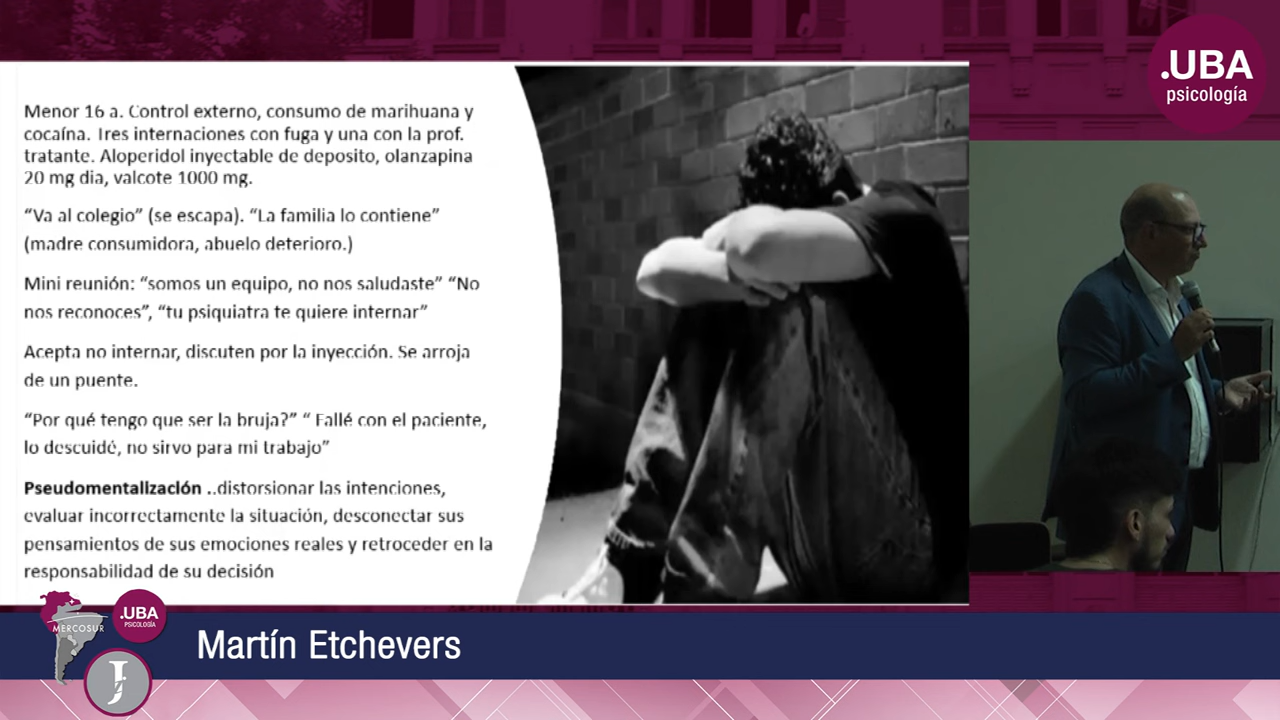 Menor 16 a. Control externo, consumo de marihuana y
cocaína. Tres internaciones con fuga y una con la prof.
tratante. Aloperidol inyectable de deposito, olanzapina
20 mg dia, valcote 1000 mg.
“Va al colegio” (se escapa). “La familia lo contiene”
(madre consumidora, abuelo deterioro.)
Mini reunión: “somos un equipo, no nos saludaste” “No
nos reconoces”, “tu psiquiatra te quiere internar”
Acepta no internar, discuten por la inyección. Se arroja
de un puente.
“Por qué tengo que ser la bruja?” “ Fallé con el paciente,
lo descuidé, no sirvo para mi trabajo”
Pseudomentalización ..distorsionar las intenciones,
evaluar incorrectamente la situación, desconectar sus
pensamientos de sus emociones reales y retroceder en la
responsabilidad de su decisión
.UBA
psicología
MERCOSUR
.UBA
PSICOLOGÍA
J
Martín Etchevers